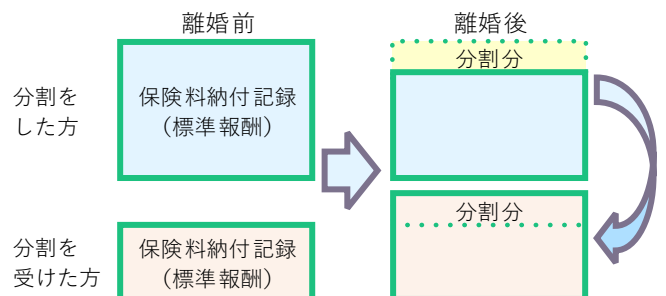 離婚前
離婚後
分割を
した方
保険料納付記録
（標準報酬）
分割分
分割を
受けた方
保険料納付記録
（標準報酬）
分割分